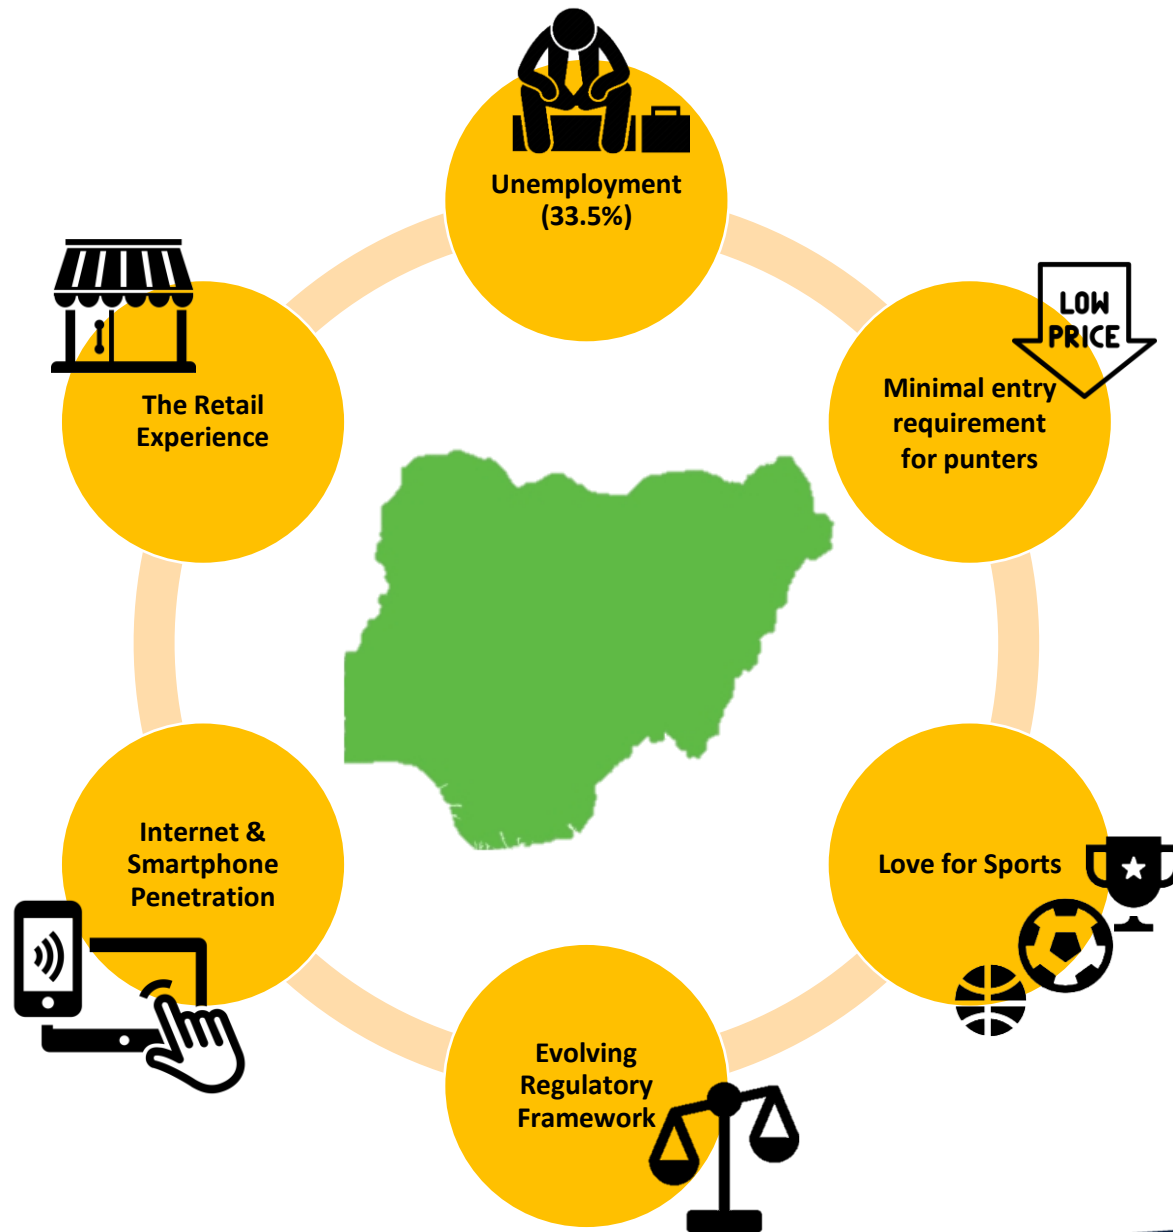 Unemployment
(33.5%)
LOW
PRICE
Minimal entry
requirement
for punters
Love for Sports
Evolving
Regulatory
Framework
Internet &
Smartphone
Penetration
The Retail
Experience